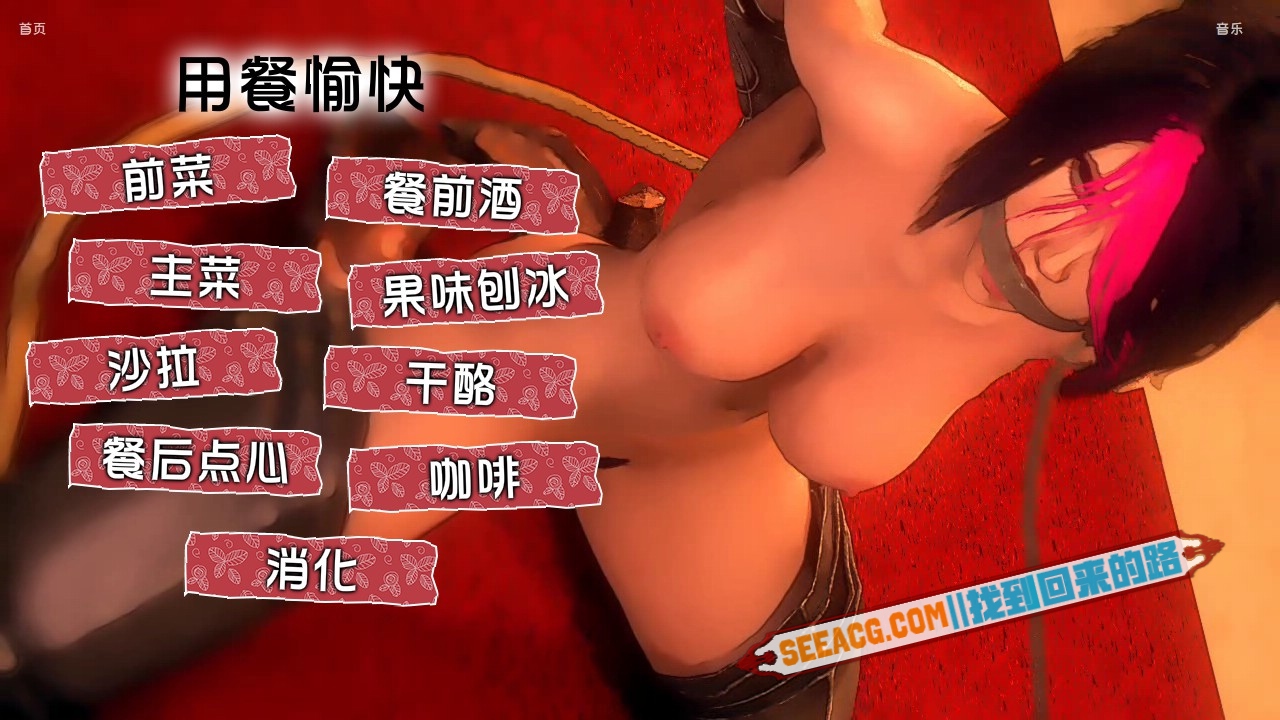 首页
音乐
用餐愉快
前菜
餐前酒
主菜
果味刨冰
沙拉
干酪
餐后点心
咖啡
消化
SEEACG.COM||找到回来的路